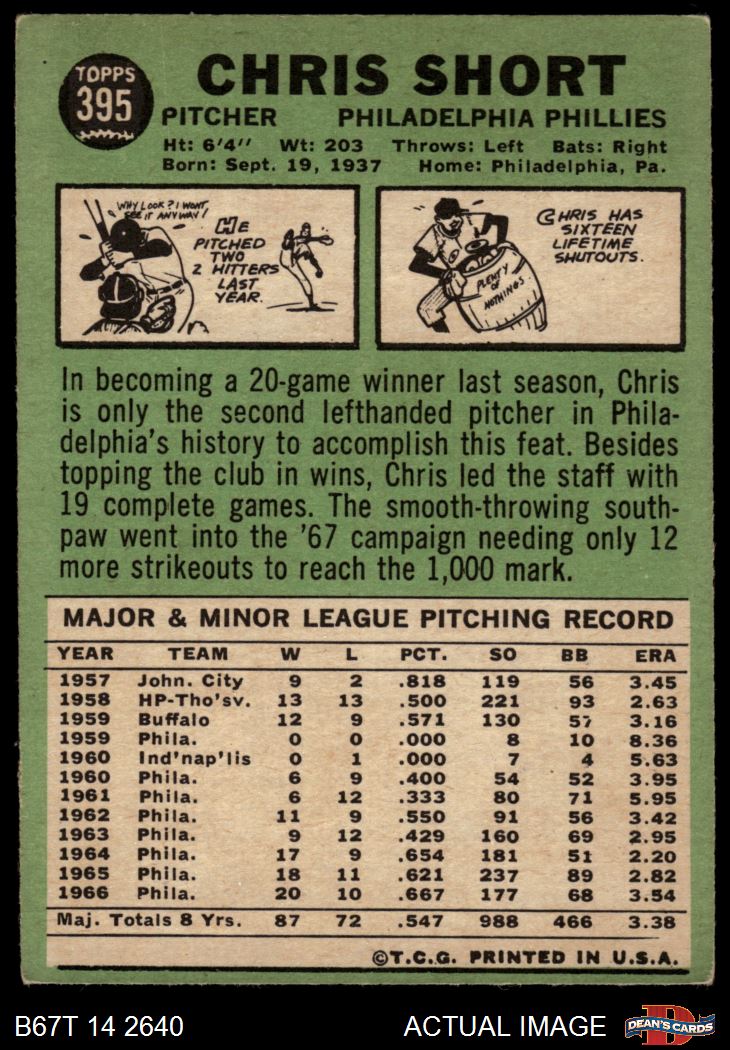 TOPPS
395
CHRIS SHORT
PITCHER PHILADELPHIA PHILLIES
Ht: 6'4" Wt: 203 Throws: Left Bats: Right
Born: Sept. 19, 1937 Home: Philadelphia, Pa.
WHY LOOK? I WON'T
SEE IT ANYWAY!
HE
PITCHED
TWO
2 HITTERS
LAST
YEAR.
CHRIS HAS
SIXTEEN
LIFETIME
SHUTOUTS.
PLENTY
OF
NOTHINGS
In becoming a 20-game winner last season, Chris
is only the second lefthanded pitcher in Phila-
delphia's history to accomplish this feat. Besides
topping the club in wins, Chris led the staff with
19 complete games. The smooth-throwing south-
paw went into the '67 campaign needing only 12
more strikeouts to reach the 1,000 mark.
MAJOR & MINOR LEAGUE PITCHING RECORD
YEAR TEAM W L PCT. SO BB ERA
1957 John. City 9 2 .818 119 56 3.45
1958 HP-Tho'sv. 13 13 .500 221 93 2.63
1959 Buffalo 12 9 .571 130 57 3.16
1959 Phila. 0 0 .000 8 10 8.36
1960 Ind'nap'lis 0 1 .000 7 4 5.63
1960 Phila. 6 9 .400 54 52 3.95
1961 Phila. 6 12 .333 80 71 5.95
1962 Phila. 11 9 .550 91 56 3.42
1963 Phila. 9 12 .429 160 69 2.95
1964 Phila. 17 9 .654 181 51 2.20
1965 Phila. 18 11 .621 237 89 2.82
1966 Phila. 20 10 .667 177 68 3.54
Maj. Totals 8 Yrs. 87 72 .547 988 466 3.38
©T.C.G. PRINTED IN U.S.A.
B67T 14 2640 ACTUAL IMAGE
D
DEAN'S CARDS